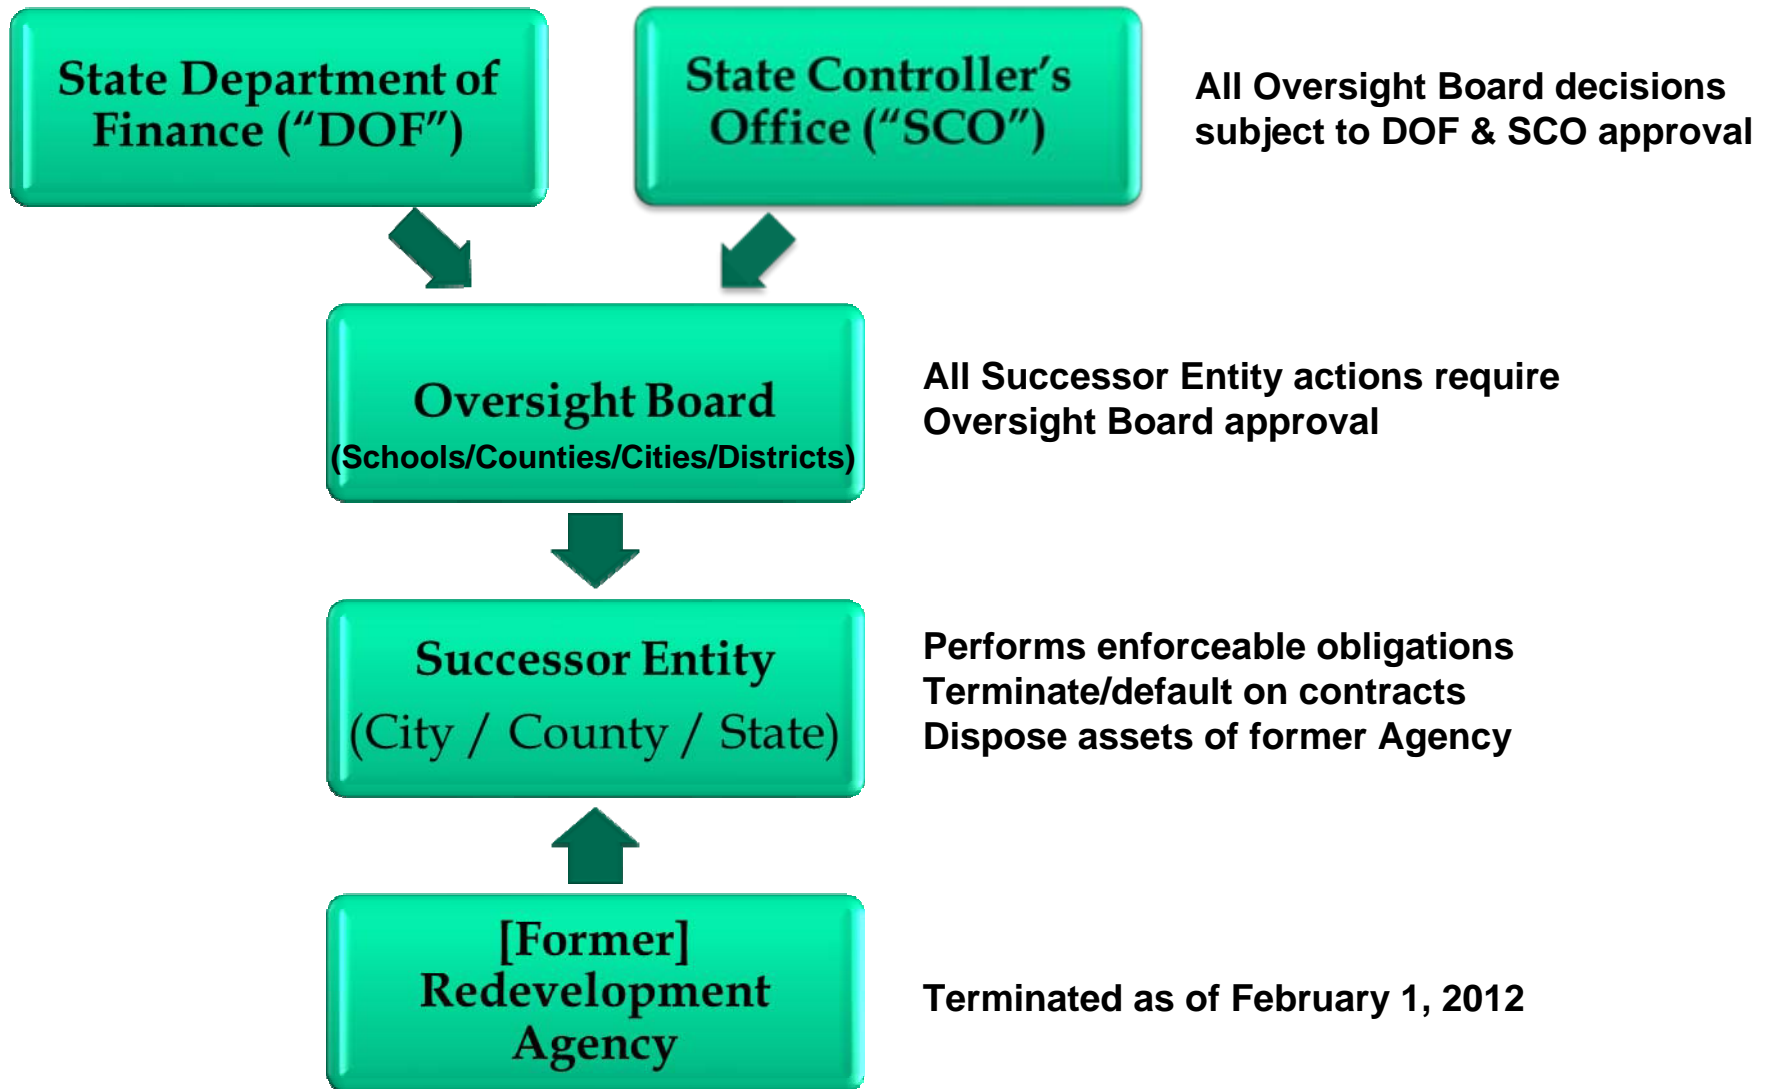 State Department of
Finance (“DOF”)
State Controller’s
Office (“SCO”)
All Oversight Board decisions
subject to DOF & SCO approval
Oversight Board
(Schools/Counties/Cities/Districts)
All Successor Entity actions require
Oversight Board approval
Successor Entity
(City / County / State)
Performs enforceable obligations
Terminate/default on contracts
Dispose assets of former Agency
[Former]
Redevelopment
Agency
Terminated as of February 1, 2012